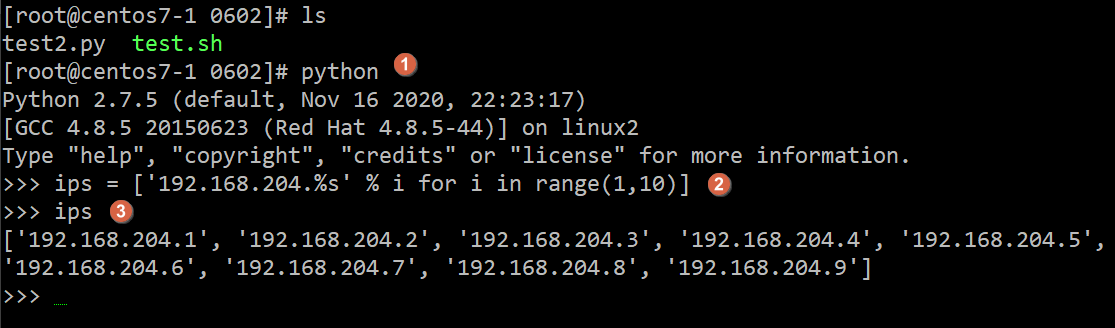 [root@centos7-1 0602]# ls
test2.py  test.sh
[root@centos7-1 0602]# python 1
Python 2.7.5 (default, Nov 16 2020, 22:23:17)
[GCC 4.8.5 20150623 (Red Hat 4.8.5-44)] on linux2
Type "help", "copyright", "credits" or "license" for more information.
>>> ips = ['192.168.204.%s' % i for i in range(1,10)] 2
>>> ips 3
['192.168.204.1', '192.168.204.2', '192.168.204.3', '192.168.204.4', '192.168.204.5',
'192.168.204.6', '192.168.204.7', '192.168.204.8', '192.168.204.9']
>>>